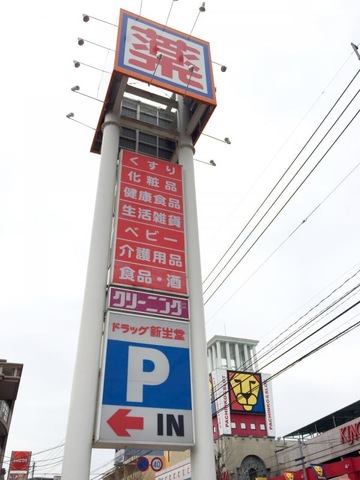 薬
くすり
化粧品
健康食品
生活雑貨
ベビー
介護用品
食品・酒
クリーニング
ドラッグ新生堂
P
IN
40